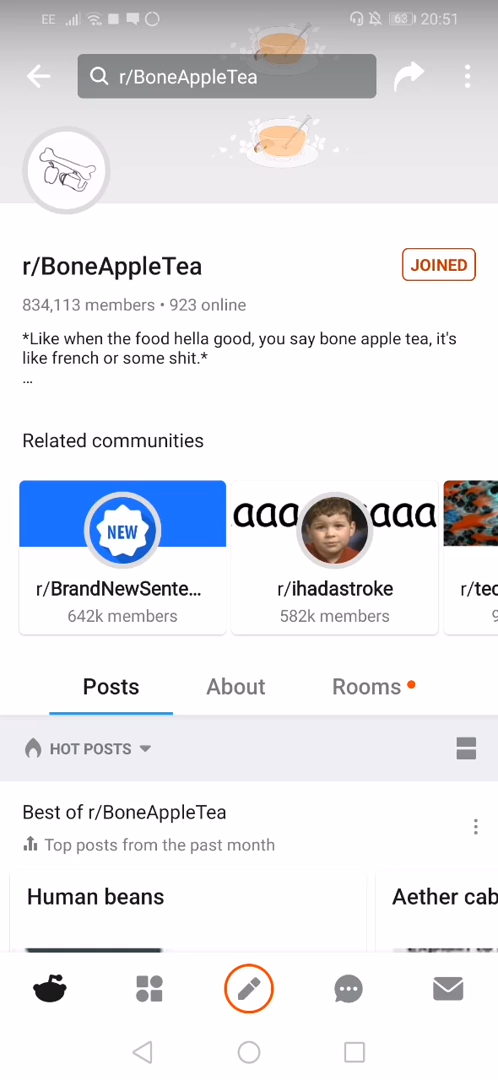 EE 63 20:51
r/BoneAppleTea
r/BoneAppleTea
JOINED
834,113 members • 923 online
*Like when the food hella good, you say bone apple tea, it's
like french or some shit.*
...
Related communities
NEW
aaa aaa
r/BrandNewSente...
642k members
r/ihadastroke
582k members
r/tec
Posts About Rooms
HOT POSTS
Best of r/BoneAppleTea
Top posts from the past month
Human beans
Aether cab